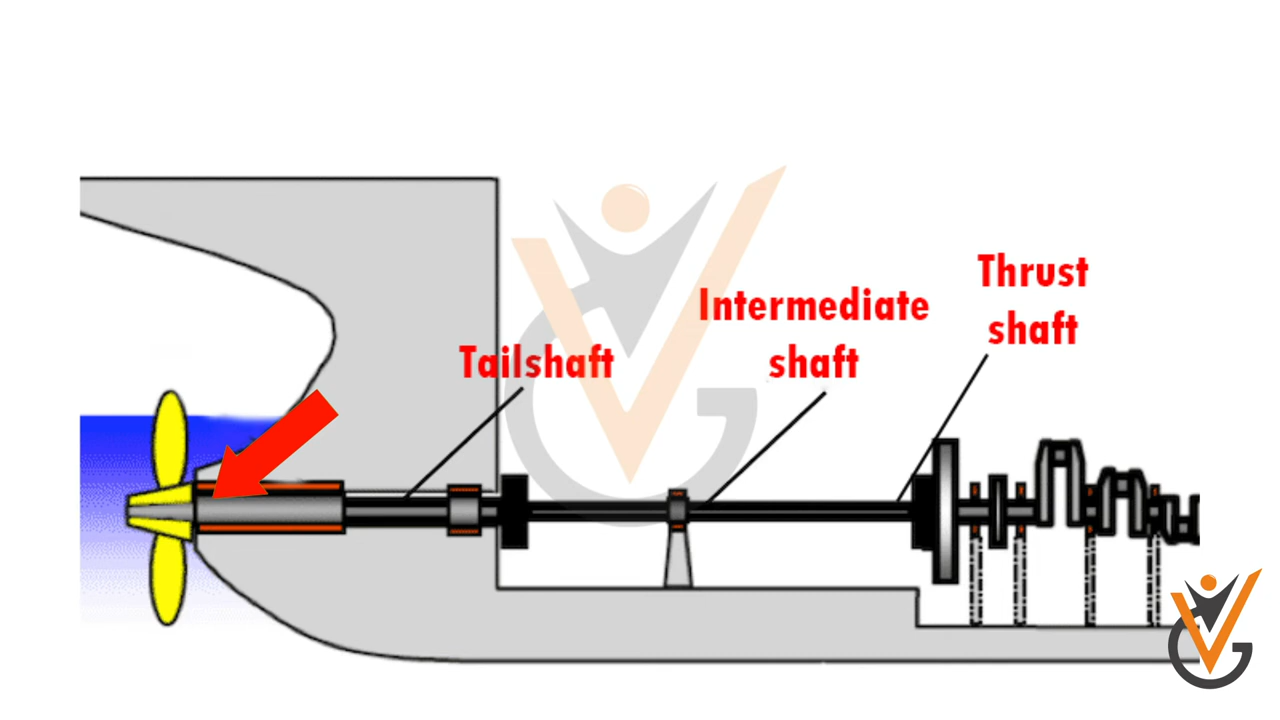 Thrust
shaft
Intermediate
shaft
Tailshaft